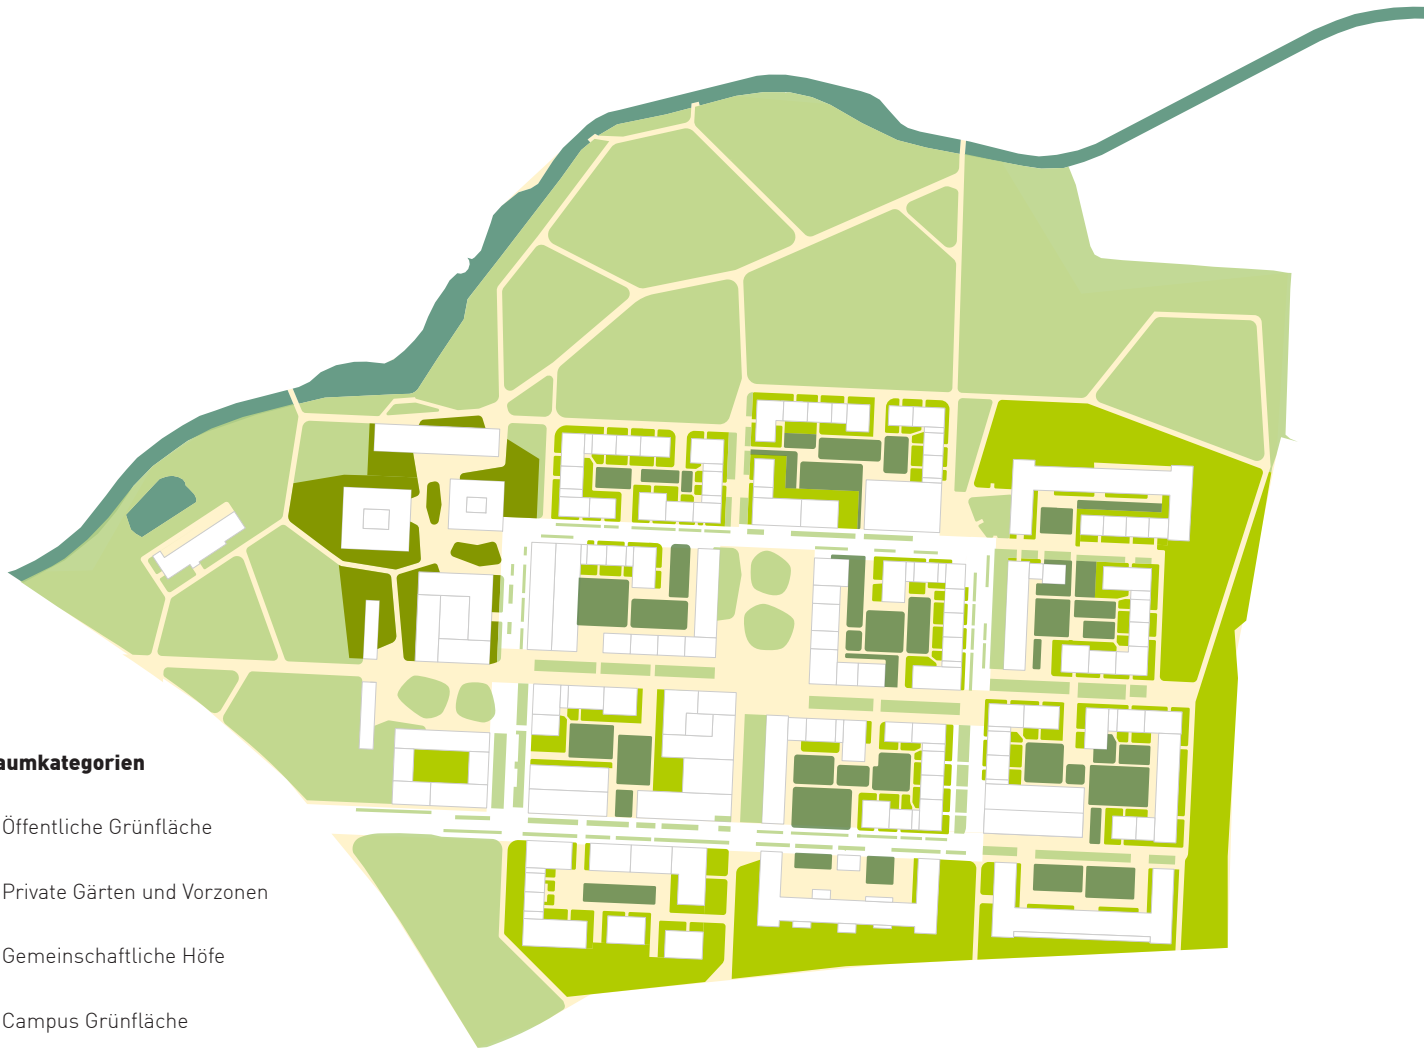 aumkategorien
Öffentliche Grünfläche
Private Gärten und Vorzonen
Gemeinschaftliche Höfe
Campus Grünfläche